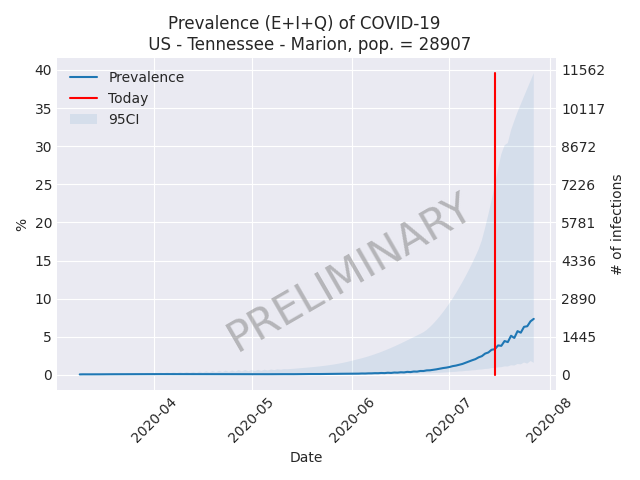 Prevalence (E+I+Q) of COVID-19
US - Tennessee - Marion, pop. = 28907
40 11562
35 10117
30 8672
25 7226
20 5781
15 4336
10 2890
5 1445
0 0
Prevalence
Today
95CI
%
# of infections
PRELIMINARY
2020-04 2020-05 2020-06 2020-07 2020-08
Date